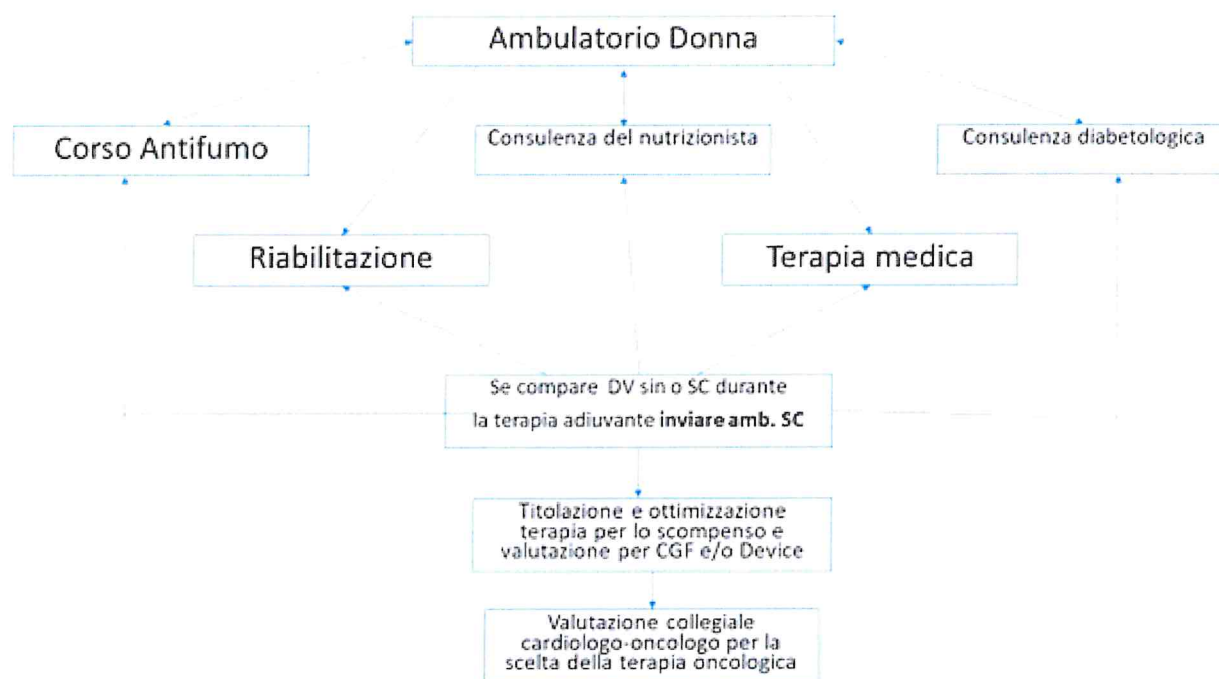 Ambulatorio Donna
Corso Antifumo
Consulenza del nutrizionista
Consulenza diabetologica
Riabilitazione
Terapia medica
Se compare DV sin o SC durante
la terapia adiuvante inviare amb. SC
Titolazione e ottimizzazione
terapia per lo scompenso e
valutazione per CGF e/o Device
Valutazione collegiale
cardiologo-oncologo per la
scelta della terapia oncologica